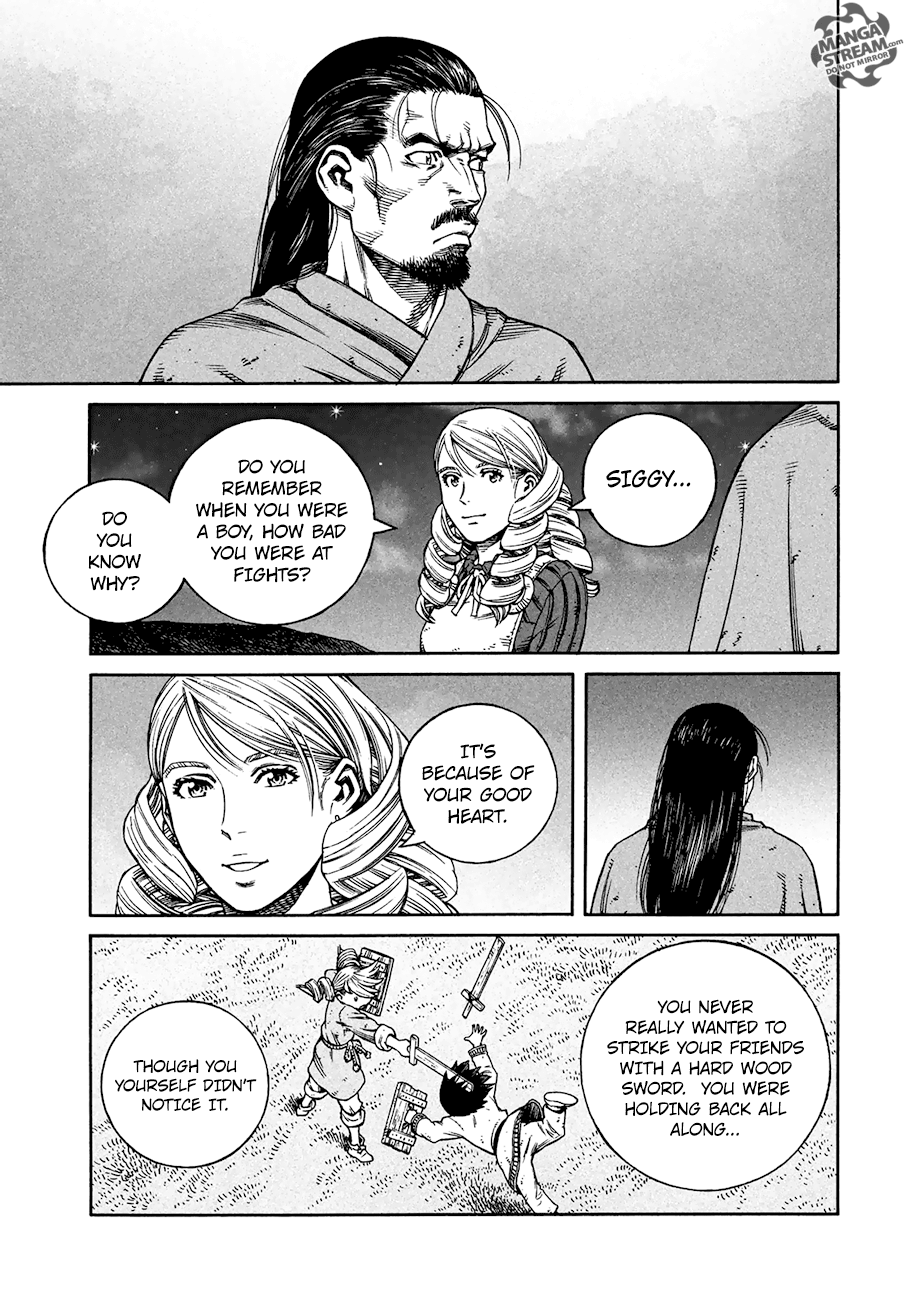 MANGA
STREAM.com
DO NOT MIRROR
SIGGY...
DO YOU
REMEMBER
WHEN YOU WERE
A BOY, HOW BAD
YOU WERE AT
FIGHTS?
DO
YOU
KNOW
WHY?
IT'S
BECAUSE OF
YOUR GOOD
HEART.
YOU NEVER
REALLY WANTED TO
STRIKE YOUR FRIENDS
WITH A HARD WOOD
SWORD. YOU WERE
HOLDING BACK ALL
ALONG...
THOUGH YOU
YOURSELF DIDN'T
NOTICE IT.